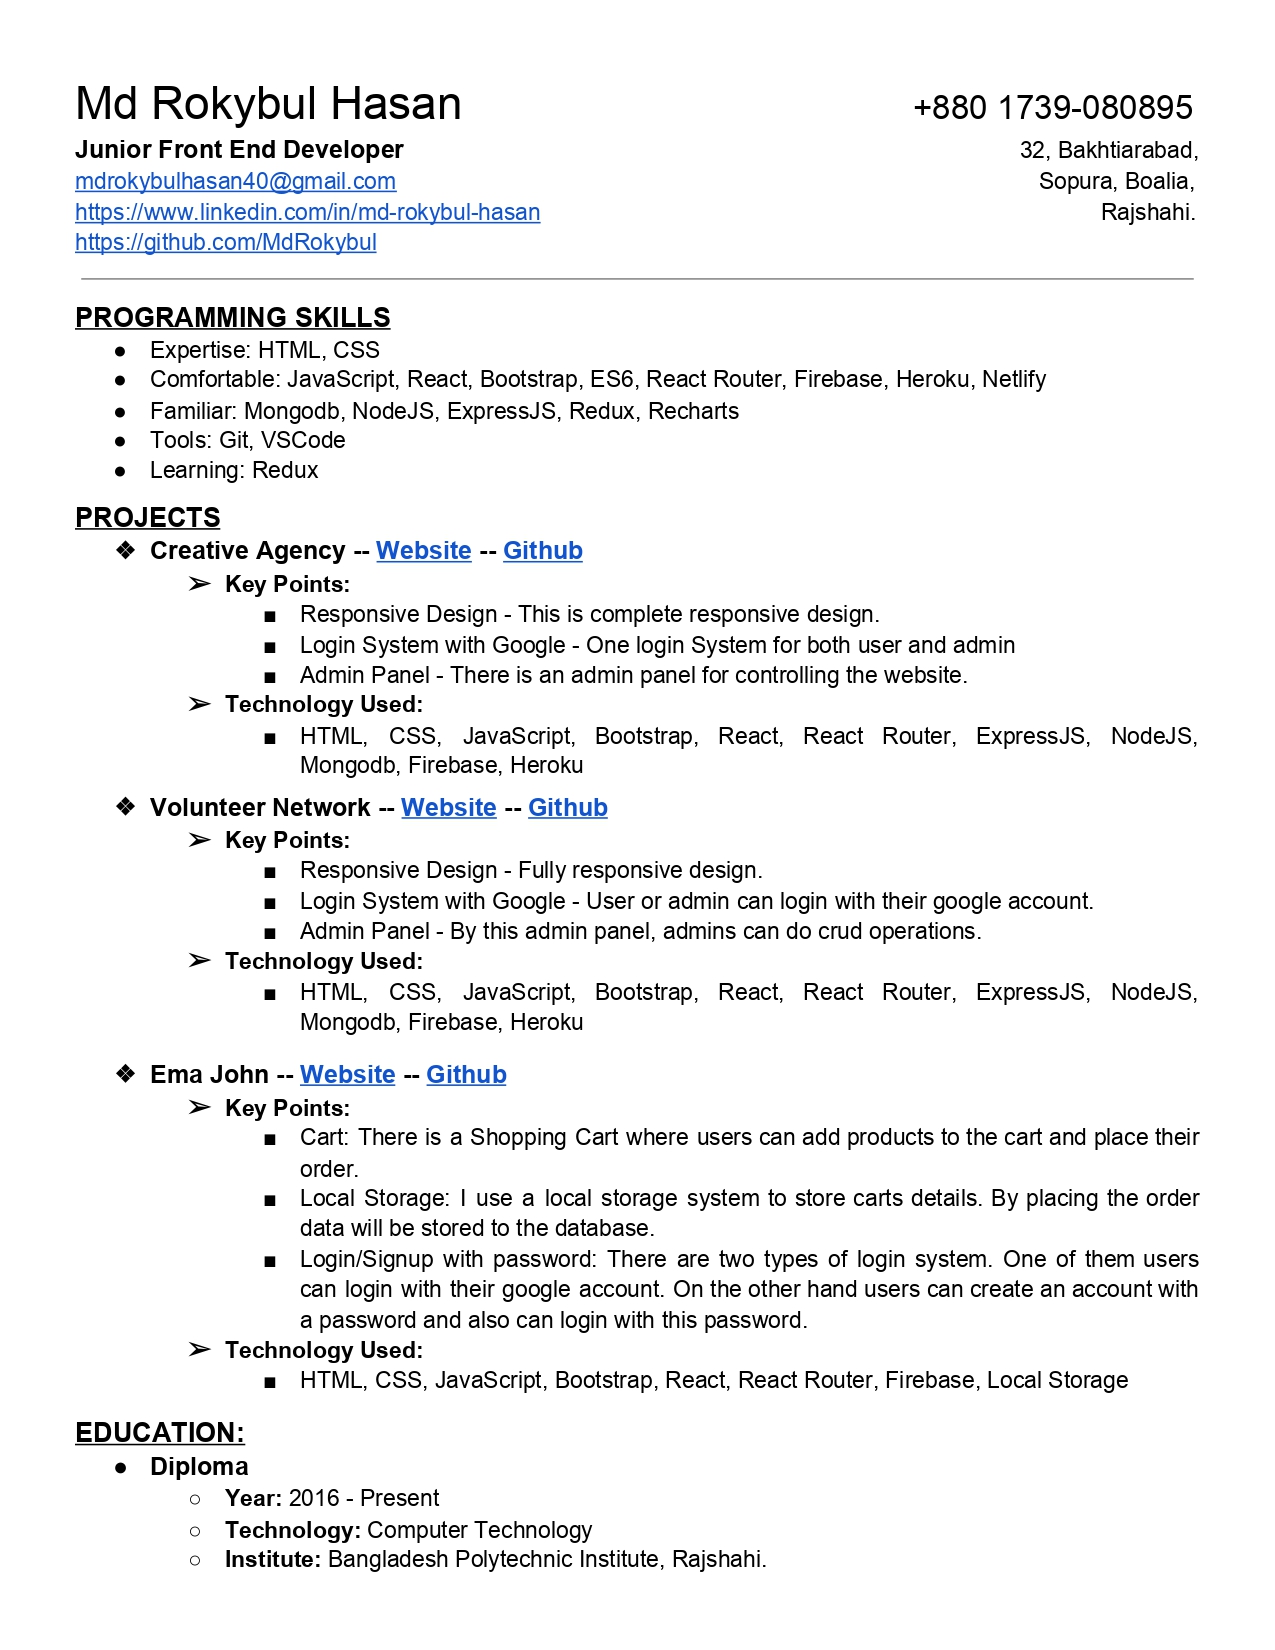 Md Rokybul Hasan +880 1739-080895
Junior Front End Developer 32, Bakhtiarabad,
mdrokybulhasan40@gmail.com Sopura, Boalia,
https://www.linkedin.com/in/md-rokybul-hasan Rajshahi.
https://github.com/MdRokybul
PROGRAMMING SKILLS
● Expertise: HTML, CSS
● Comfortable: JavaScript, React, Bootstrap, ES6, React Router, Firebase, Heroku, Netlify
● Familiar: Mongodb, NodeJS, ExpressJS, Redux, Recharts
● Tools: Git, VSCode
● Learning: Redux
PROJECTS
❖ Creative Agency -- Website -- Github
➢ Key Points:
■ Responsive Design - This is complete responsive design.
■ Login System with Google - One login System for both user and admin
■ Admin Panel - There is an admin panel for controlling the website.
➢ Technology Used:
■ HTML, CSS, JavaScript, Bootstrap, React, React Router, ExpressJS, NodeJS,
Mongodb, Firebase, Heroku
❖ Volunteer Network -- Website -- Github
➢ Key Points:
■ Responsive Design - Fully responsive design.
■ Login System with Google - User or admin can login with their google account.
■ Admin Panel - By this admin panel, admins can do crud operations.
➢ Technology Used:
■ HTML, CSS, JavaScript, Bootstrap, React, React Router, ExpressJS, NodeJS,
Mongodb, Firebase, Heroku
❖ Ema John -- Website -- Github
➢ Key Points:
■ Cart: There is a Shopping Cart where users can add products to the cart and place their
order.
■ Local Storage: I use a local storage system to store carts details. By placing the order
data will be stored to the database.
■ Login/Signup with password: There are two types of login system. One of them users
can login with their google account. On the other hand users can create an account with
a password and also can login with this password.
➢ Technology Used:
■ HTML, CSS, JavaScript, Bootstrap, React, React Router, Firebase, Local Storage
EDUCATION:
● Diploma
○ Year: 2016 - Present
○ Technology: Computer Technology
○ Institute: Bangladesh Polytechnic Institute, Rajshahi.